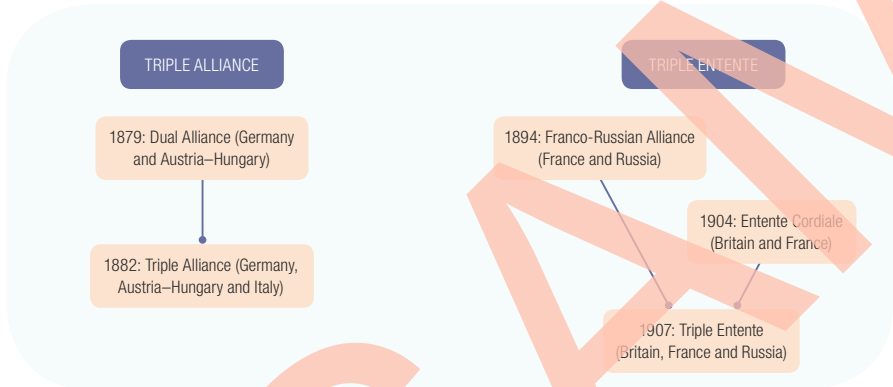 TRIPLE ALLIANCE
1879: Dual Alliance (Germany
and Austria–Hungary)
1882: Triple Alliance (Germany,
Austria–Hungary and Italy)
TRIPLE ENTENTE
1894: Franco-Russian Alliance
(France and Russia)
1904: Entente Cordiale
(Britain and France)
1907: Triple Entente
(Britain, France and Russia)